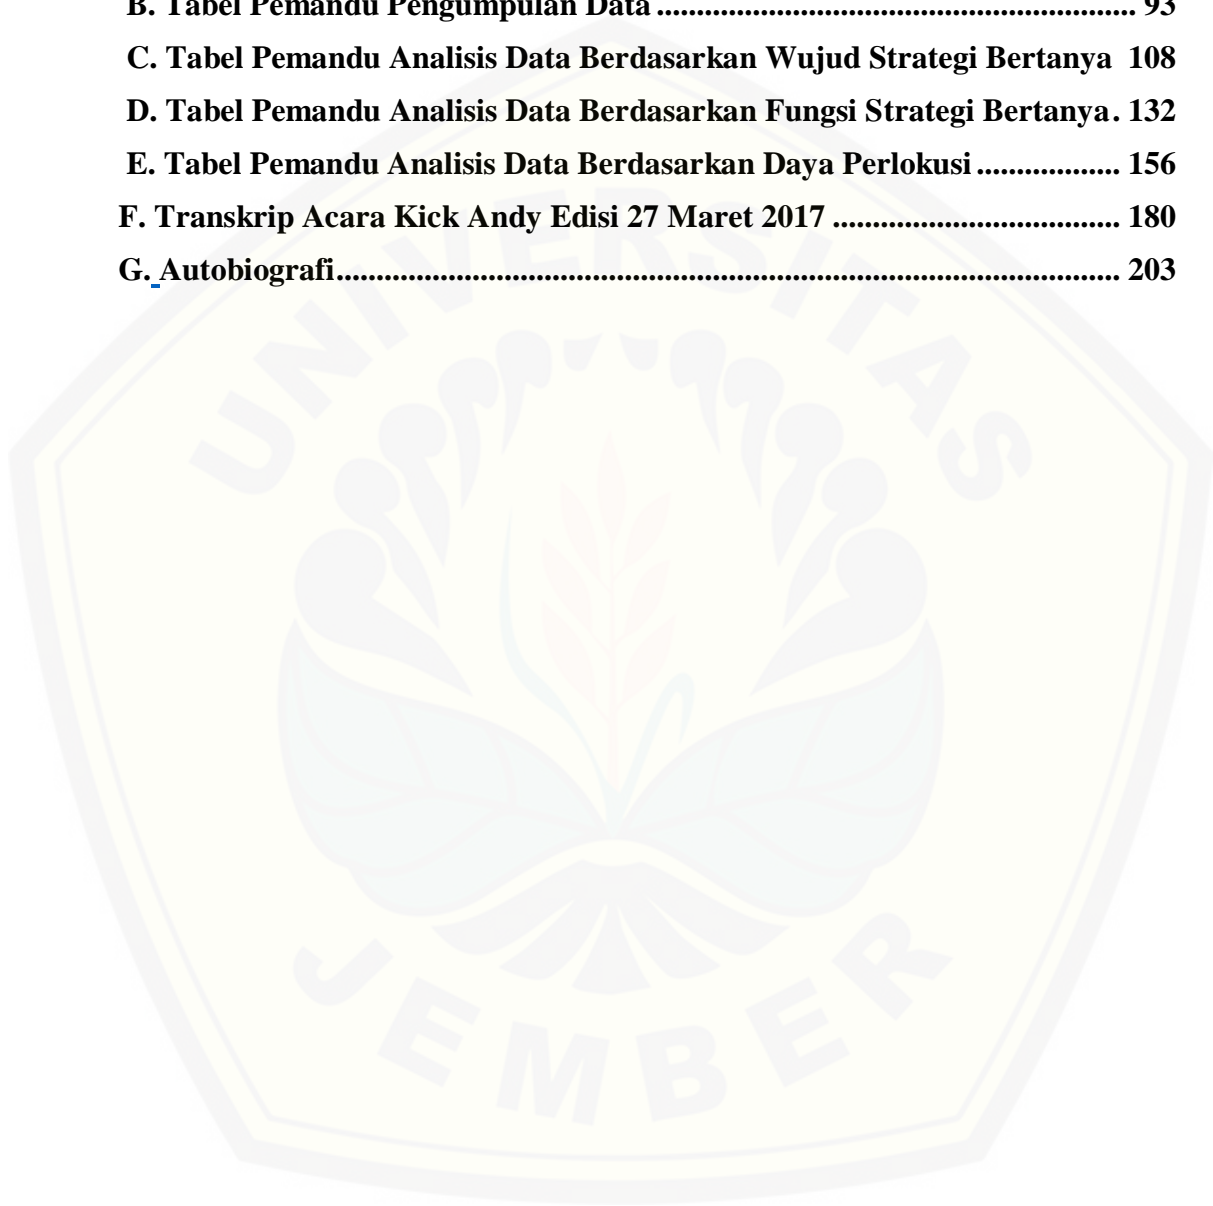 B. Tabel Pemandu Pengumpulan Data ........................................................ 93
C. Tabel Pemandu Analisis Data Berdasarkan Wujud Strategi Bertanya 108
D. Tabel Pemandu Analisis Data Berdasarkan Fungsi Strategi Bertanya. 132
E. Tabel Pemandu Analisis Data Berdasarkan Daya Perlokusi ................. 156
F. Transkrip Acara Kick Andy Edisi 27 Maret 2017 .................................. 180
G. Autobiografi............................................................................................ 203
UNIVERSITAS
JEMBER